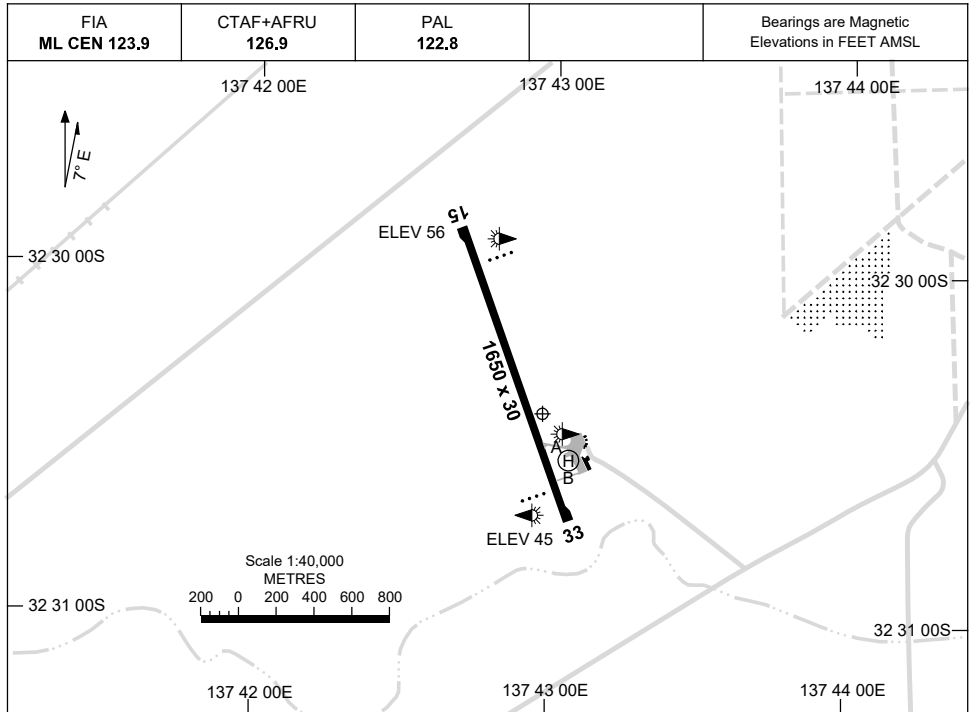 FIA
ML CEN 123.9
CTAF+AFRU
126.9
PAL
122.8
Bearings are Magnetic
Elevations in FEET AMSL
137 42 00E
137 43 00E
137 44 00E
7° E
15
ELEV 56
32 30 00S
32 30 00S
1650 x 30
A
H
B
ELEV 45
33
Scale 1:40,000
METRES
200 0 200 400 600 800
32 31 00S
32 31 00S
137 42 00E
137 43 00E
137 44 00E